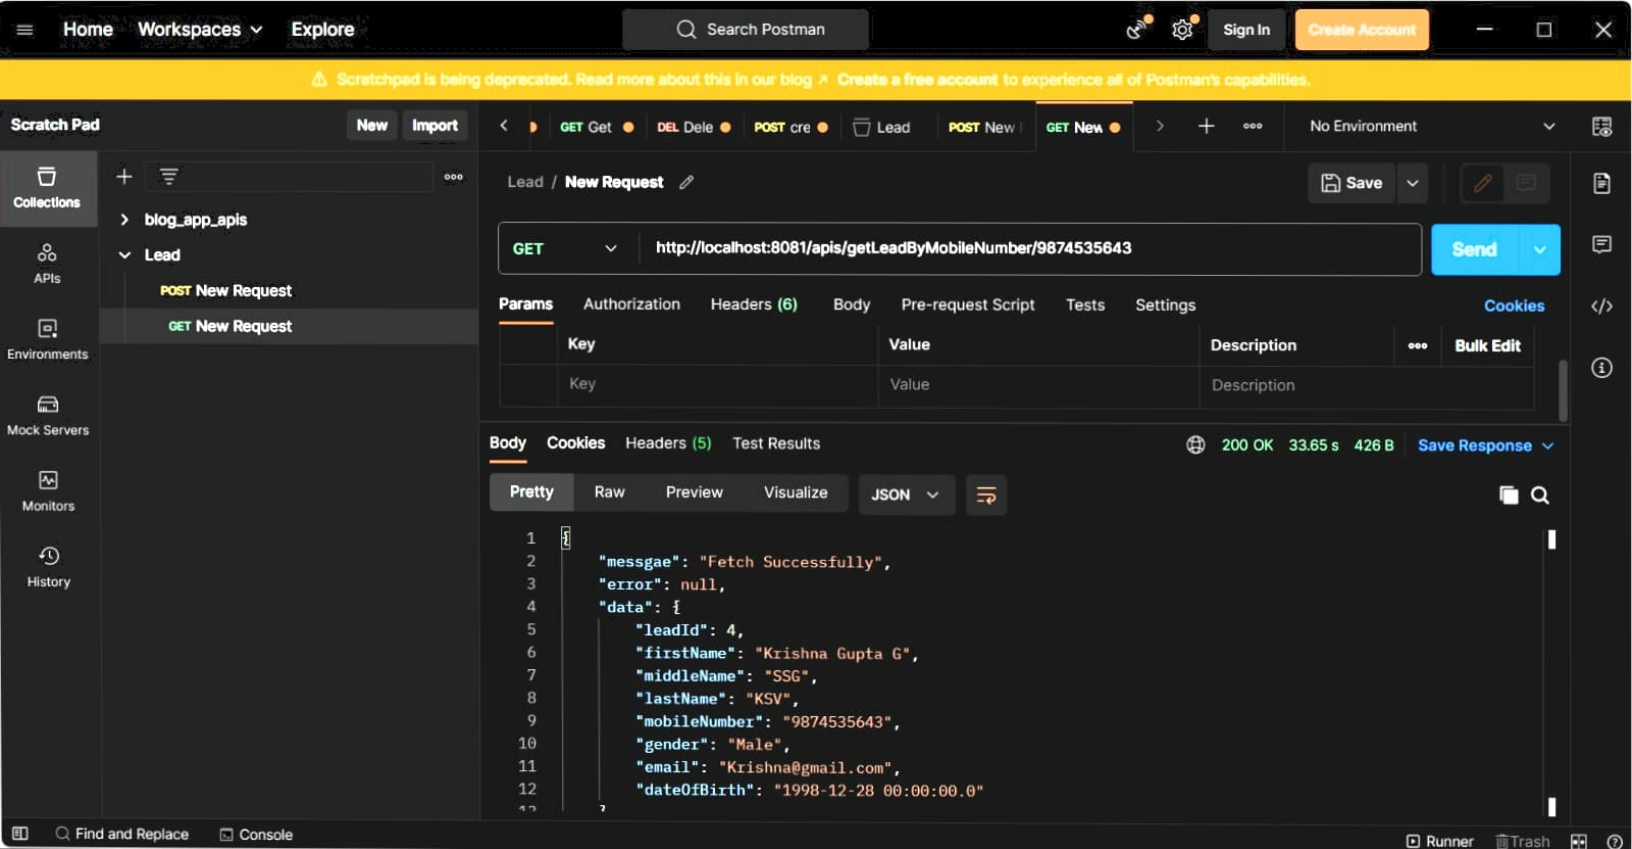 Home Workspaces Explore Search Postman Sign In Create Account
Scratchpad is being deprecated. Read more about this in our blog ↗ Create a free account to experience all of Postman's capabilities.
Scratch Pad New Import GET Get DEL Dele POST cre Lead POST New GET New No Environment
Collections
APIs
Environments
Mock Servers
Monitors
History
blog_app_apis
Lead
POST New Request
GET New Request
Lead / New Request Save
GET http://localhost:8081/apis/getLeadByMobileNumber/9874535643 Send
Params Authorization Headers (6) Body Pre-request Script Tests Settings Cookies
Key Value Description Bulk Edit
Key Value Description
Body Cookies Headers (5) Test Results 200 OK 33.65 s 426 B Save Response
Pretty Raw Preview Visualize JSON
1 {
2 "messgae": "Fetch Successfully",
3 "error": null,
4 "data": {
5 "leadId": 4,
6 "firstName": "Krishna Gupta G",
7 "middleName": "SSG",
8 "lastName": "KSV",
9 "mobileNumber": "9874535643",
10 "gender": "Male",
11 "email": "Krishna@gmail.com",
12 "dateOfBirth": "1998-12-28 00:00:00.0"
Find and Replace Console Runner Trash